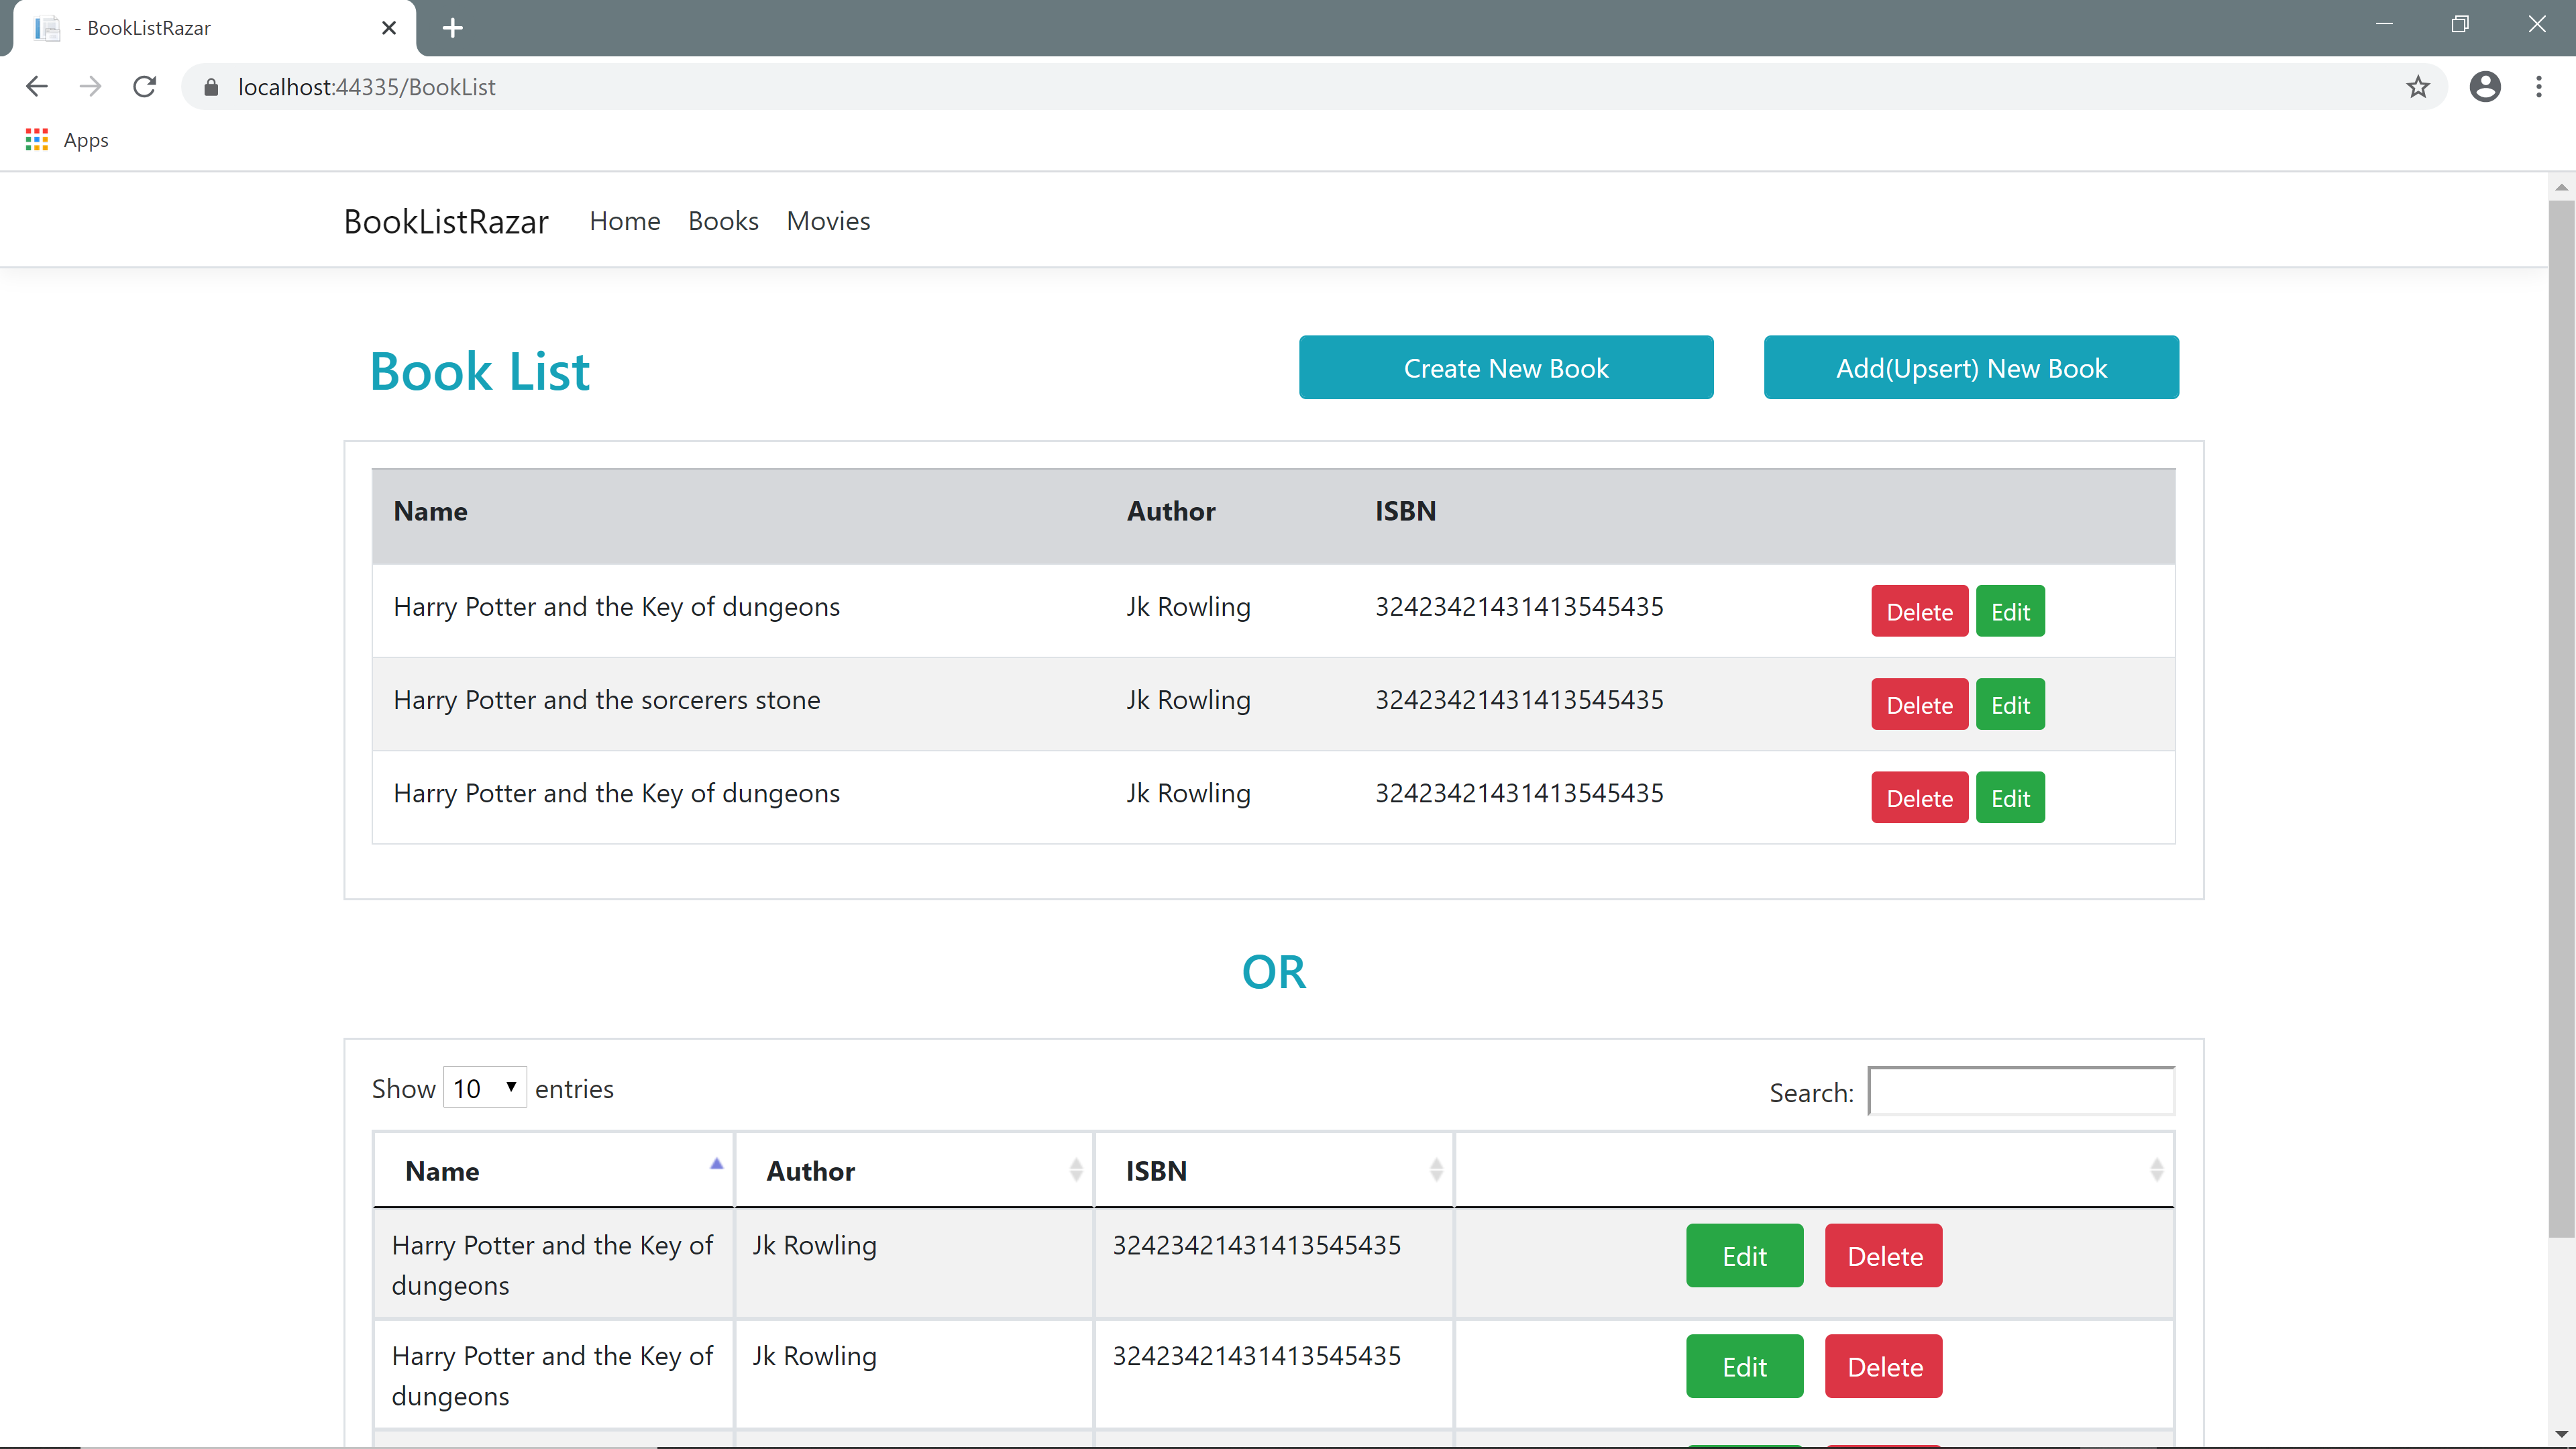 - BookListRazar
localhost:44335/BookList
Apps
BookListRazar Home Books Movies
Book List
Create New Book
Add(Upsert) New Book
Name Author ISBN
Harry Potter and the Key of dungeons Jk Rowling 32423421431413545435 Delete Edit
Harry Potter and the sorcerers stone Jk Rowling 32423421431413545435 Delete Edit
Harry Potter and the Key of dungeons Jk Rowling 32423421431413545435 Delete Edit
OR
Show 10 entries
Search:
Name Author ISBN
Harry Potter and the Key of Jk Rowling 32423421431413545435 Edit Delete
dungeons
Harry Potter and the Key of Jk Rowling 32423421431413545435 Edit Delete
dungeons